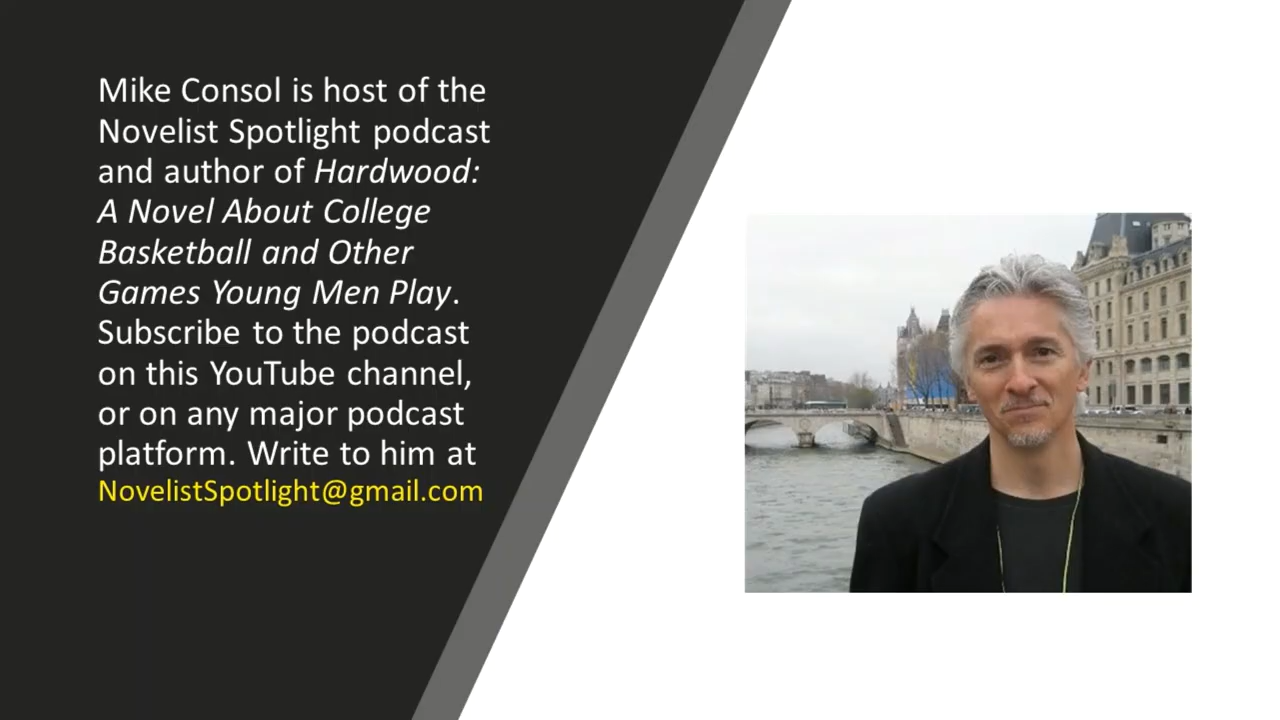 Mike Consol is host of the
Novelist Spotlight podcast
and author of Hardwood:
A Novel About College
Basketball and Other
Games Young Men Play.
Subscribe to the podcast
on this YouTube channel,
or on any major podcast
platform. Write to him at
NovelistSpotlight@gmail.com